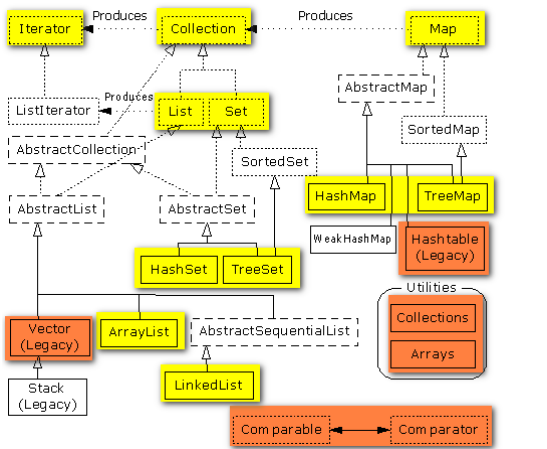 Produces
Produces
Iterator
Collection
Map
AbstractMap
ListIterator
Produces
List
Set
SortedMap
AbstractCollection
SortedSet
AbstractList
AbstractSet
HashMap
TreeMap
WeakHashMap
Hashtable
(Legacy)
HashSet
TreeSet
Utilities
Collections
Vector
(Legacy)
ArrayList
AbstractSequentialList
Arrays
Stack
(Legacy)
LinkedList
Comparable
Comparator